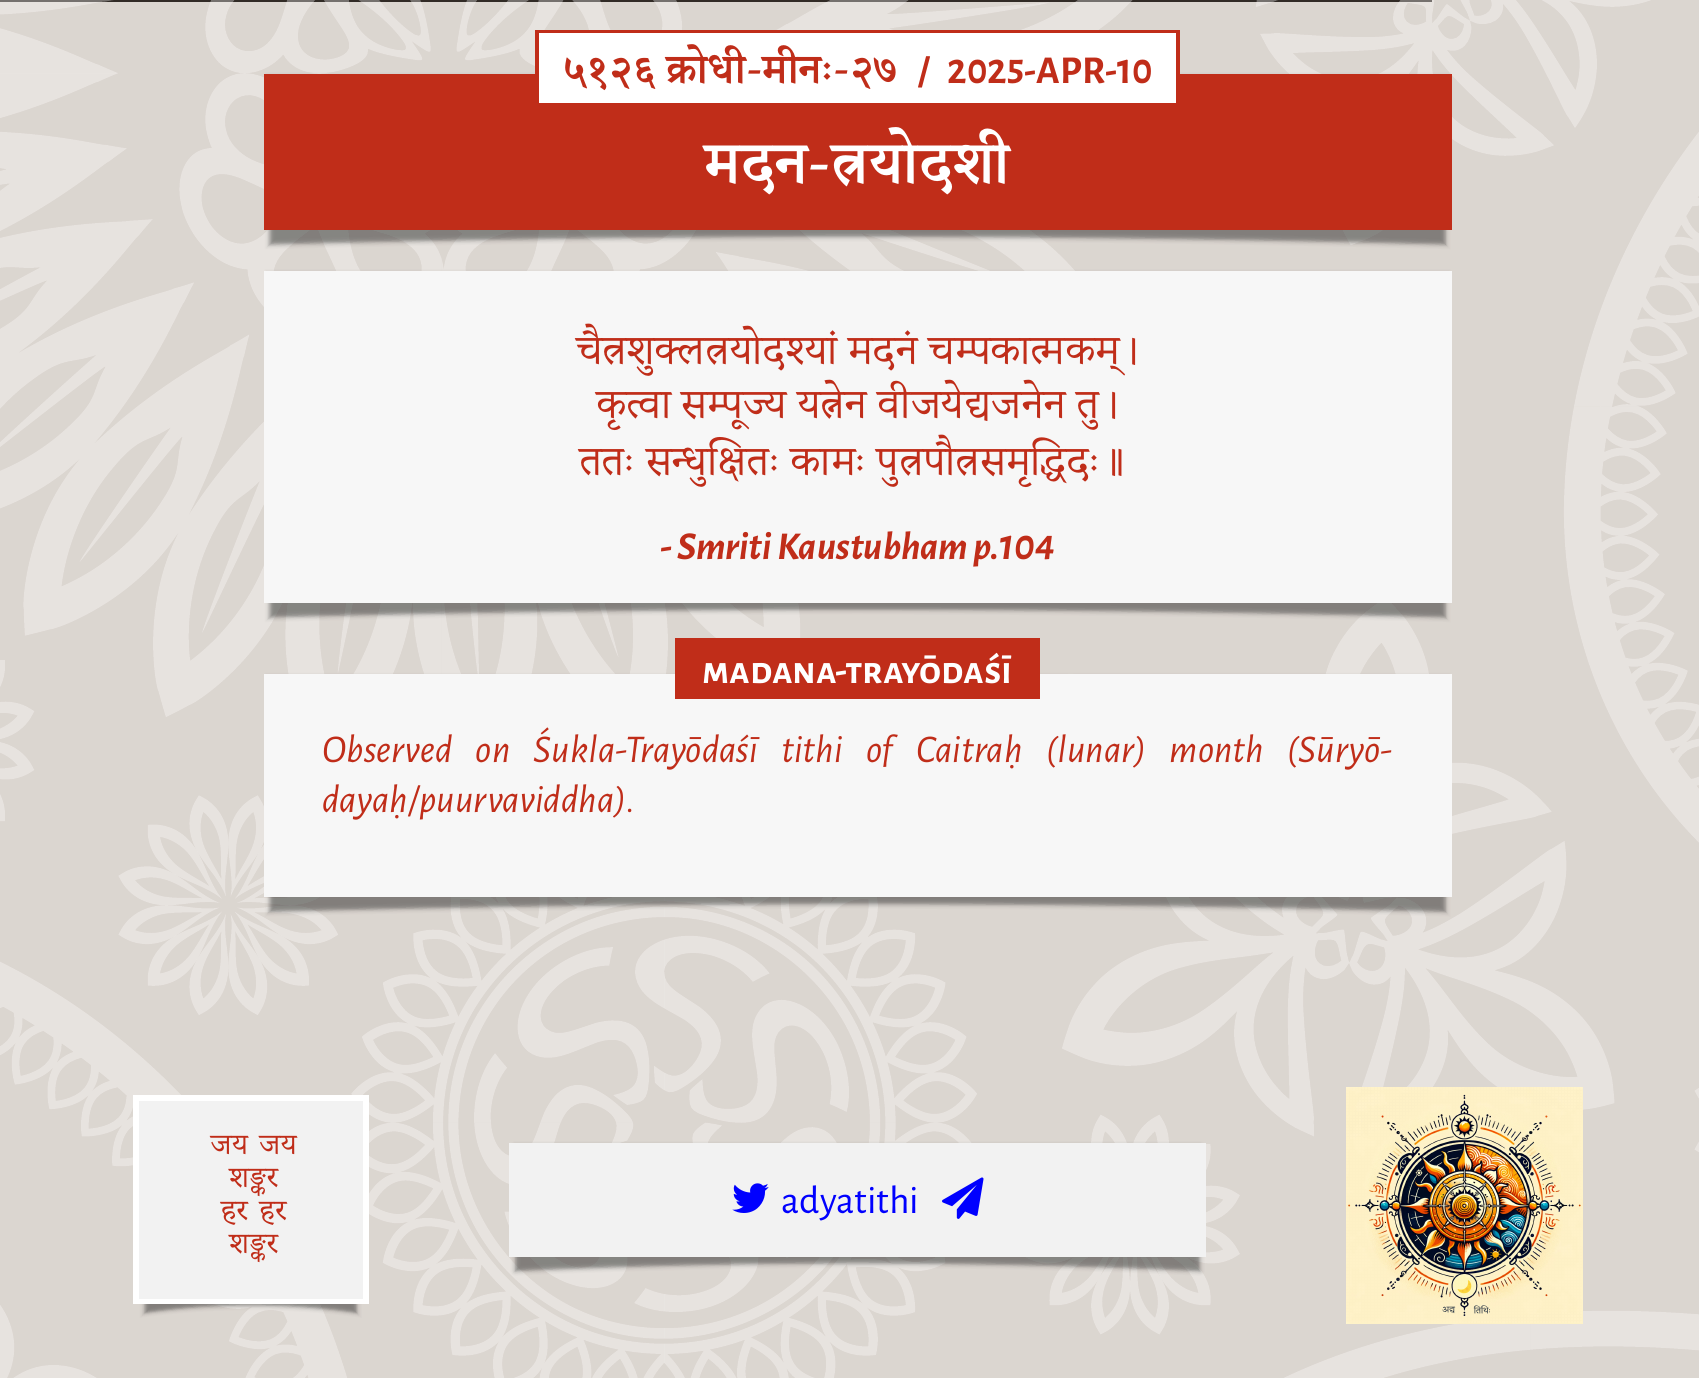 ५१२६ क्रोधी-मीनः-२७ / 2025-APR-10
मदन-त्रयोदशी
चैत्रशुक्लत्रयोदश्यां मदनं चम्पकात्मकम्।
कृत्वा सम्पूज्य यत्नेन वीजयेद्व्यजनेन तु।
ततः सन्धुक्षितः कामः पुत्रपौत्रसमृद्धिदः॥
- Smriti Kaustubham p.104
MADANA-TRAYŌDAŚĪ
Observed on Śukla-Trayōdaśī tithi of Caitraḥ (lunar) month (Sūryō-
dayaḥ/puurvaviddha).
जय जय
शङ्कर
हर हर
शङ्कर
adyatithi
अद्य तिथिः